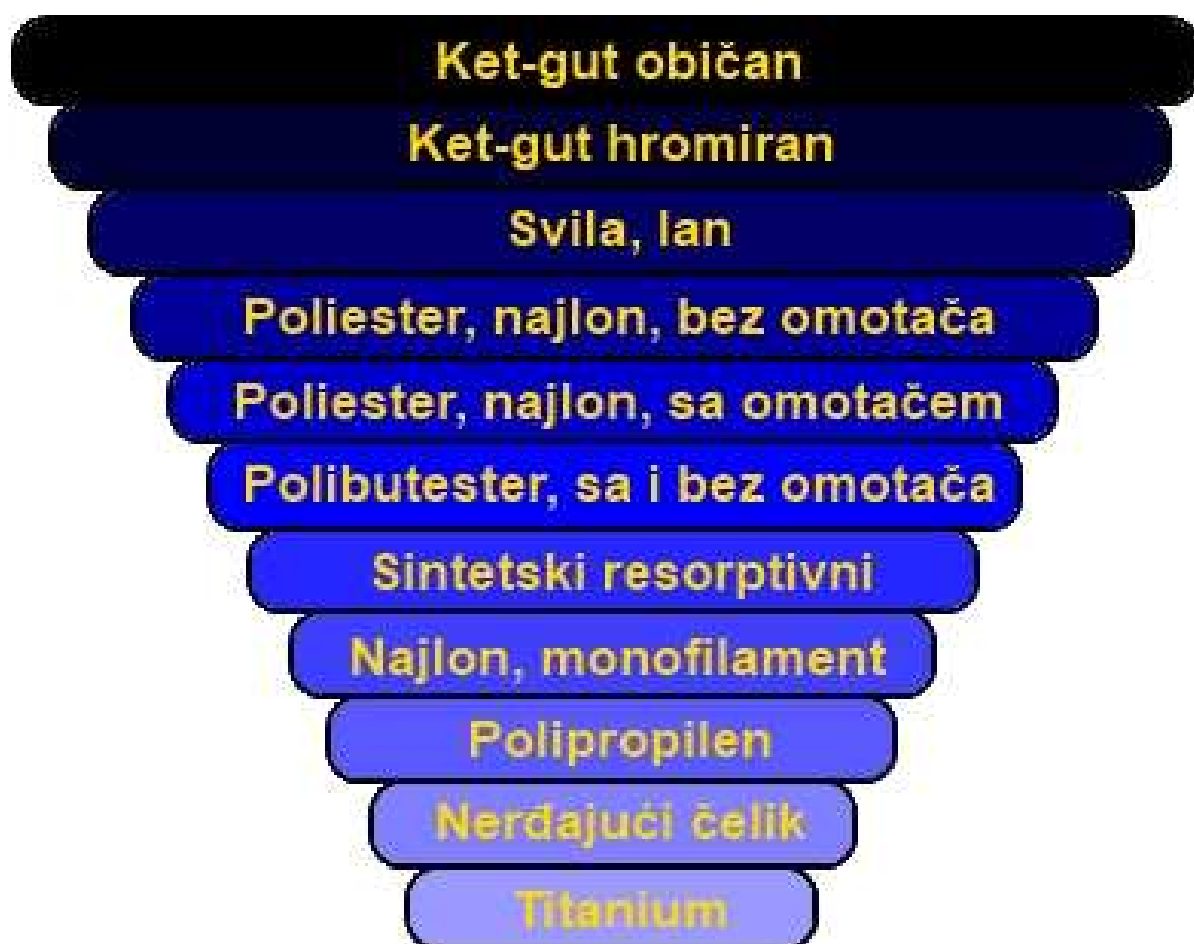 Ket-gut običan
Ket-gut hromiran
Svila, lan
Poliester, najlon, bez omotača
Poliester, najlon, sa omotačem
Polibutester, sa i bez omotača
Sintetski resorptivni
Najlon, monofilament
Polipropilen
Nerđajući čelik
Titanium